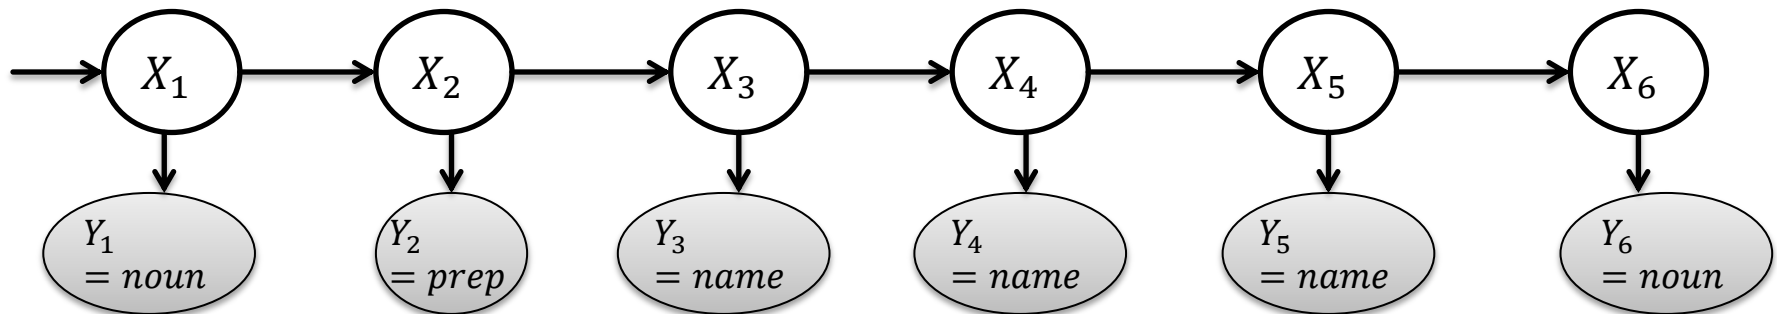 X₁ X₂ X₃ X₄ X₅ X₆
Y₁ Y₂ Y₃ Y₄ Y₅ Y₆
= noun = prep = name = name = name = noun